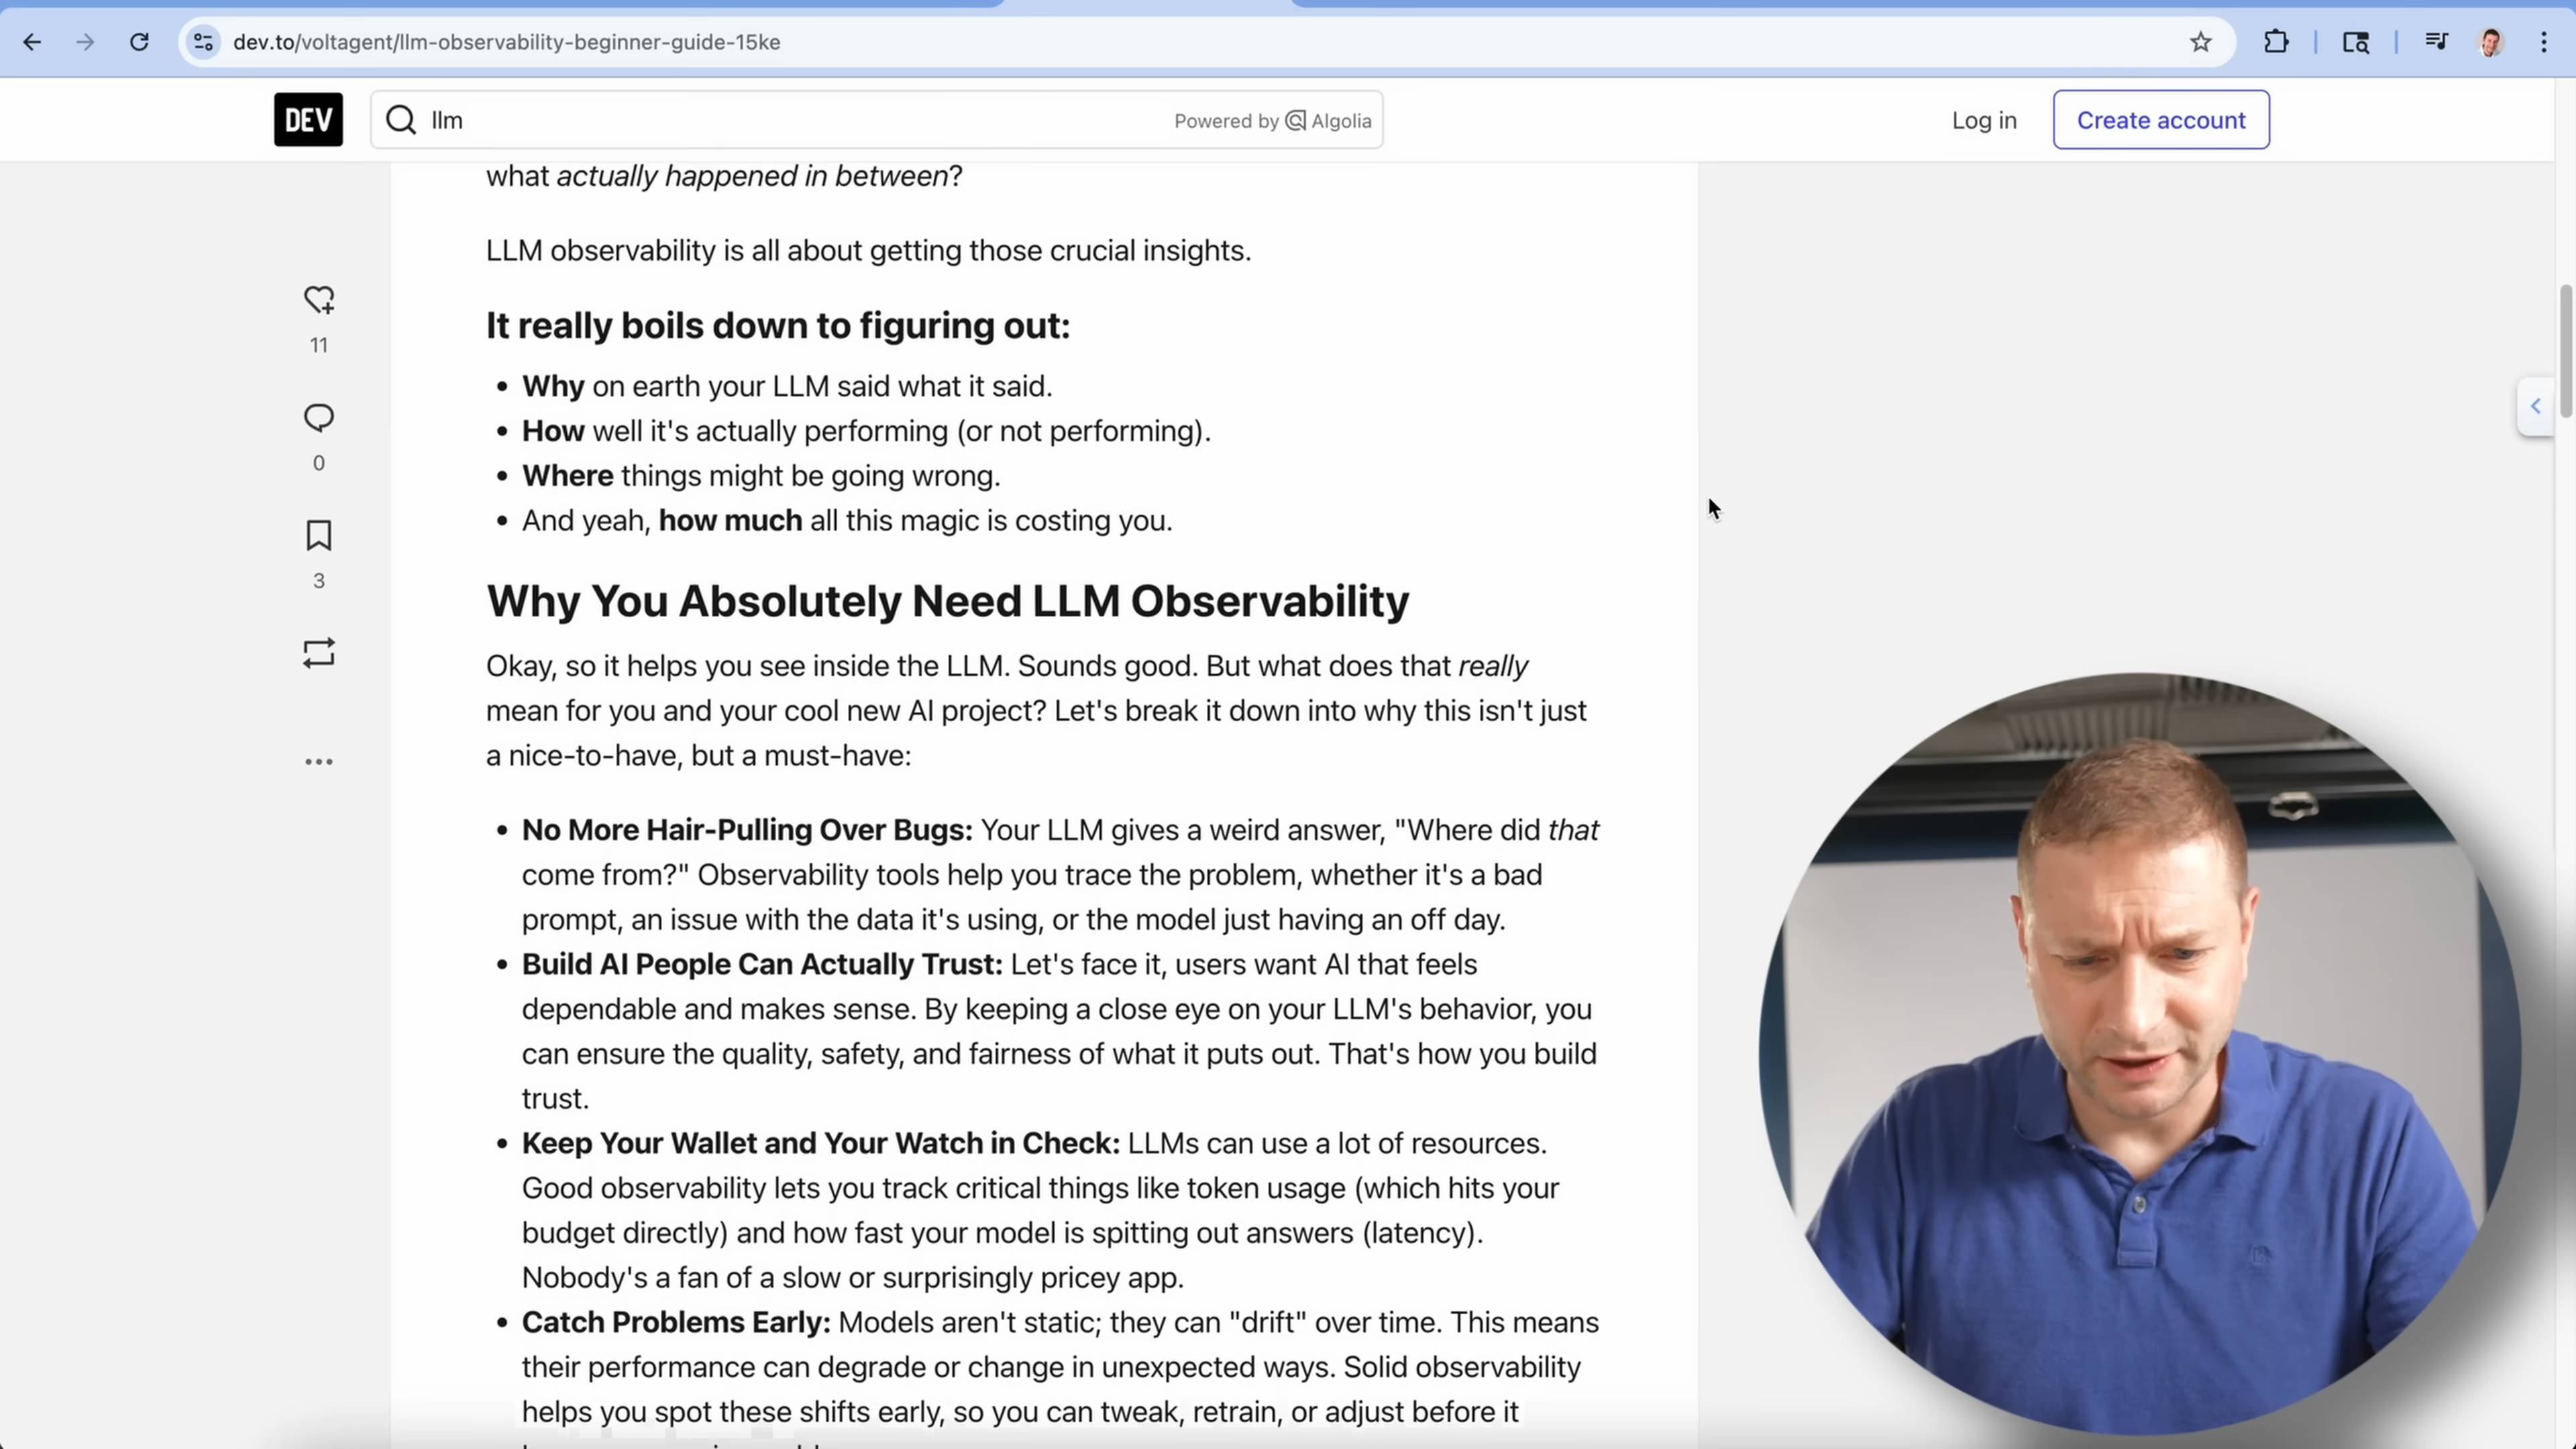 dev.to/voltagent/llm-observability-beginner-guide-15ke
DEV
llm
Powered by Algolia
Log in
Create account
what actually happened in between?
LLM observability is all about getting those crucial insights.
It really boils down to figuring out:
• Why on earth your LLM said what it said.
• How well it's actually performing (or not performing).
• Where things might be going wrong.
• And yeah, how much all this magic is costing you.
11
0
3
Why You Absolutely Need LLM Observability
Okay, so it helps you see inside the LLM. Sounds good. But what does that really
mean for you and your cool new AI project? Let's break it down into why this isn't just
a nice-to-have, but a must-have:
• No More Hair-Pulling Over Bugs: Your LLM gives a weird answer, "Where did that
come from?" Observability tools help you trace the problem, whether it's a bad
prompt, an issue with the data it's using, or the model just having an off day.
• Build AI People Can Actually Trust: Let's face it, users want AI that feels
dependable and makes sense. By keeping a close eye on your LLM's behavior, you
can ensure the quality, safety, and fairness of what it puts out. That's how you build
trust.
• Keep Your Wallet and Your Watch in Check: LLMs can use a lot of resources.
Good observability lets you track critical things like token usage (which hits your
budget directly) and how fast your model is spitting out answers (latency).
Nobody's a fan of a slow or surprisingly pricey app.
• Catch Problems Early: Models aren't static; they can "drift" over time. This means
their performance can degrade or change in unexpected ways. Solid observability
helps you spot these shifts early, so you can tweak, retrain, or adjust before it